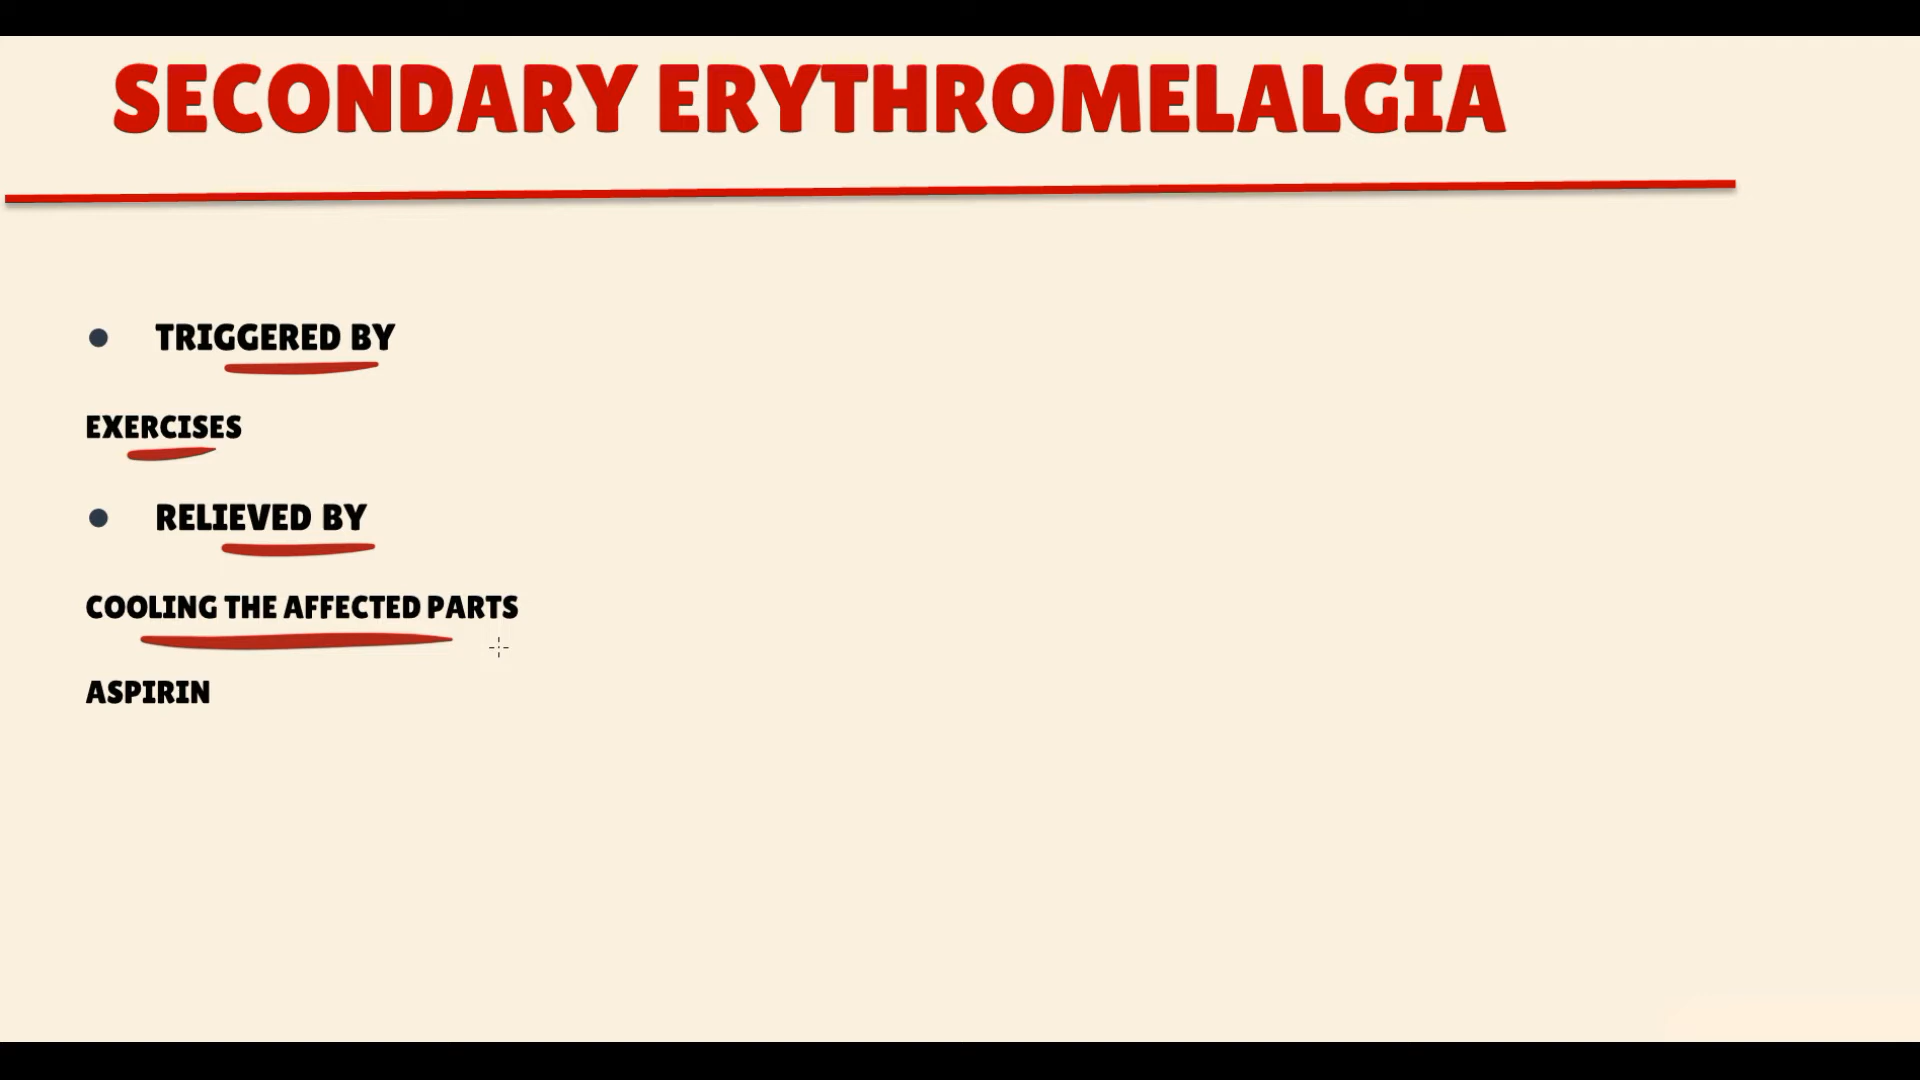 SECONDARY ERYTHROMELALGIA
TRIGGERED BY
EXERCISES
RELIEVED BY
COOLING THE AFFECTED PARTS
ASPIRIN